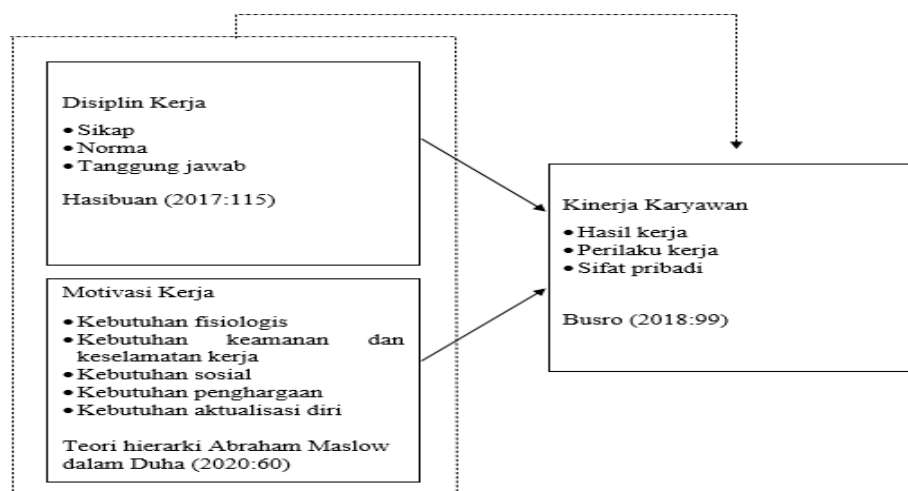 Disiplin Kerja
• Sikap
• Norma
• Tanggung jawab
Hasibuan (2017:115)
Motivasi Kerja
• Kebutuhan fisiologis
• Kebutuhan keamanan dan
keselamatan kerja
• Kebutuhan sosial
• Kebutuhan penghargaan
• Kebutuhan aktualisasi diri
Teori hierarki Abraham Maslow
dalam Duha (2020:60)
Kinerja Karyawan
• Hasil kerja
• Perilaku kerja
• Sifat pribadi
Busro (2018:99)